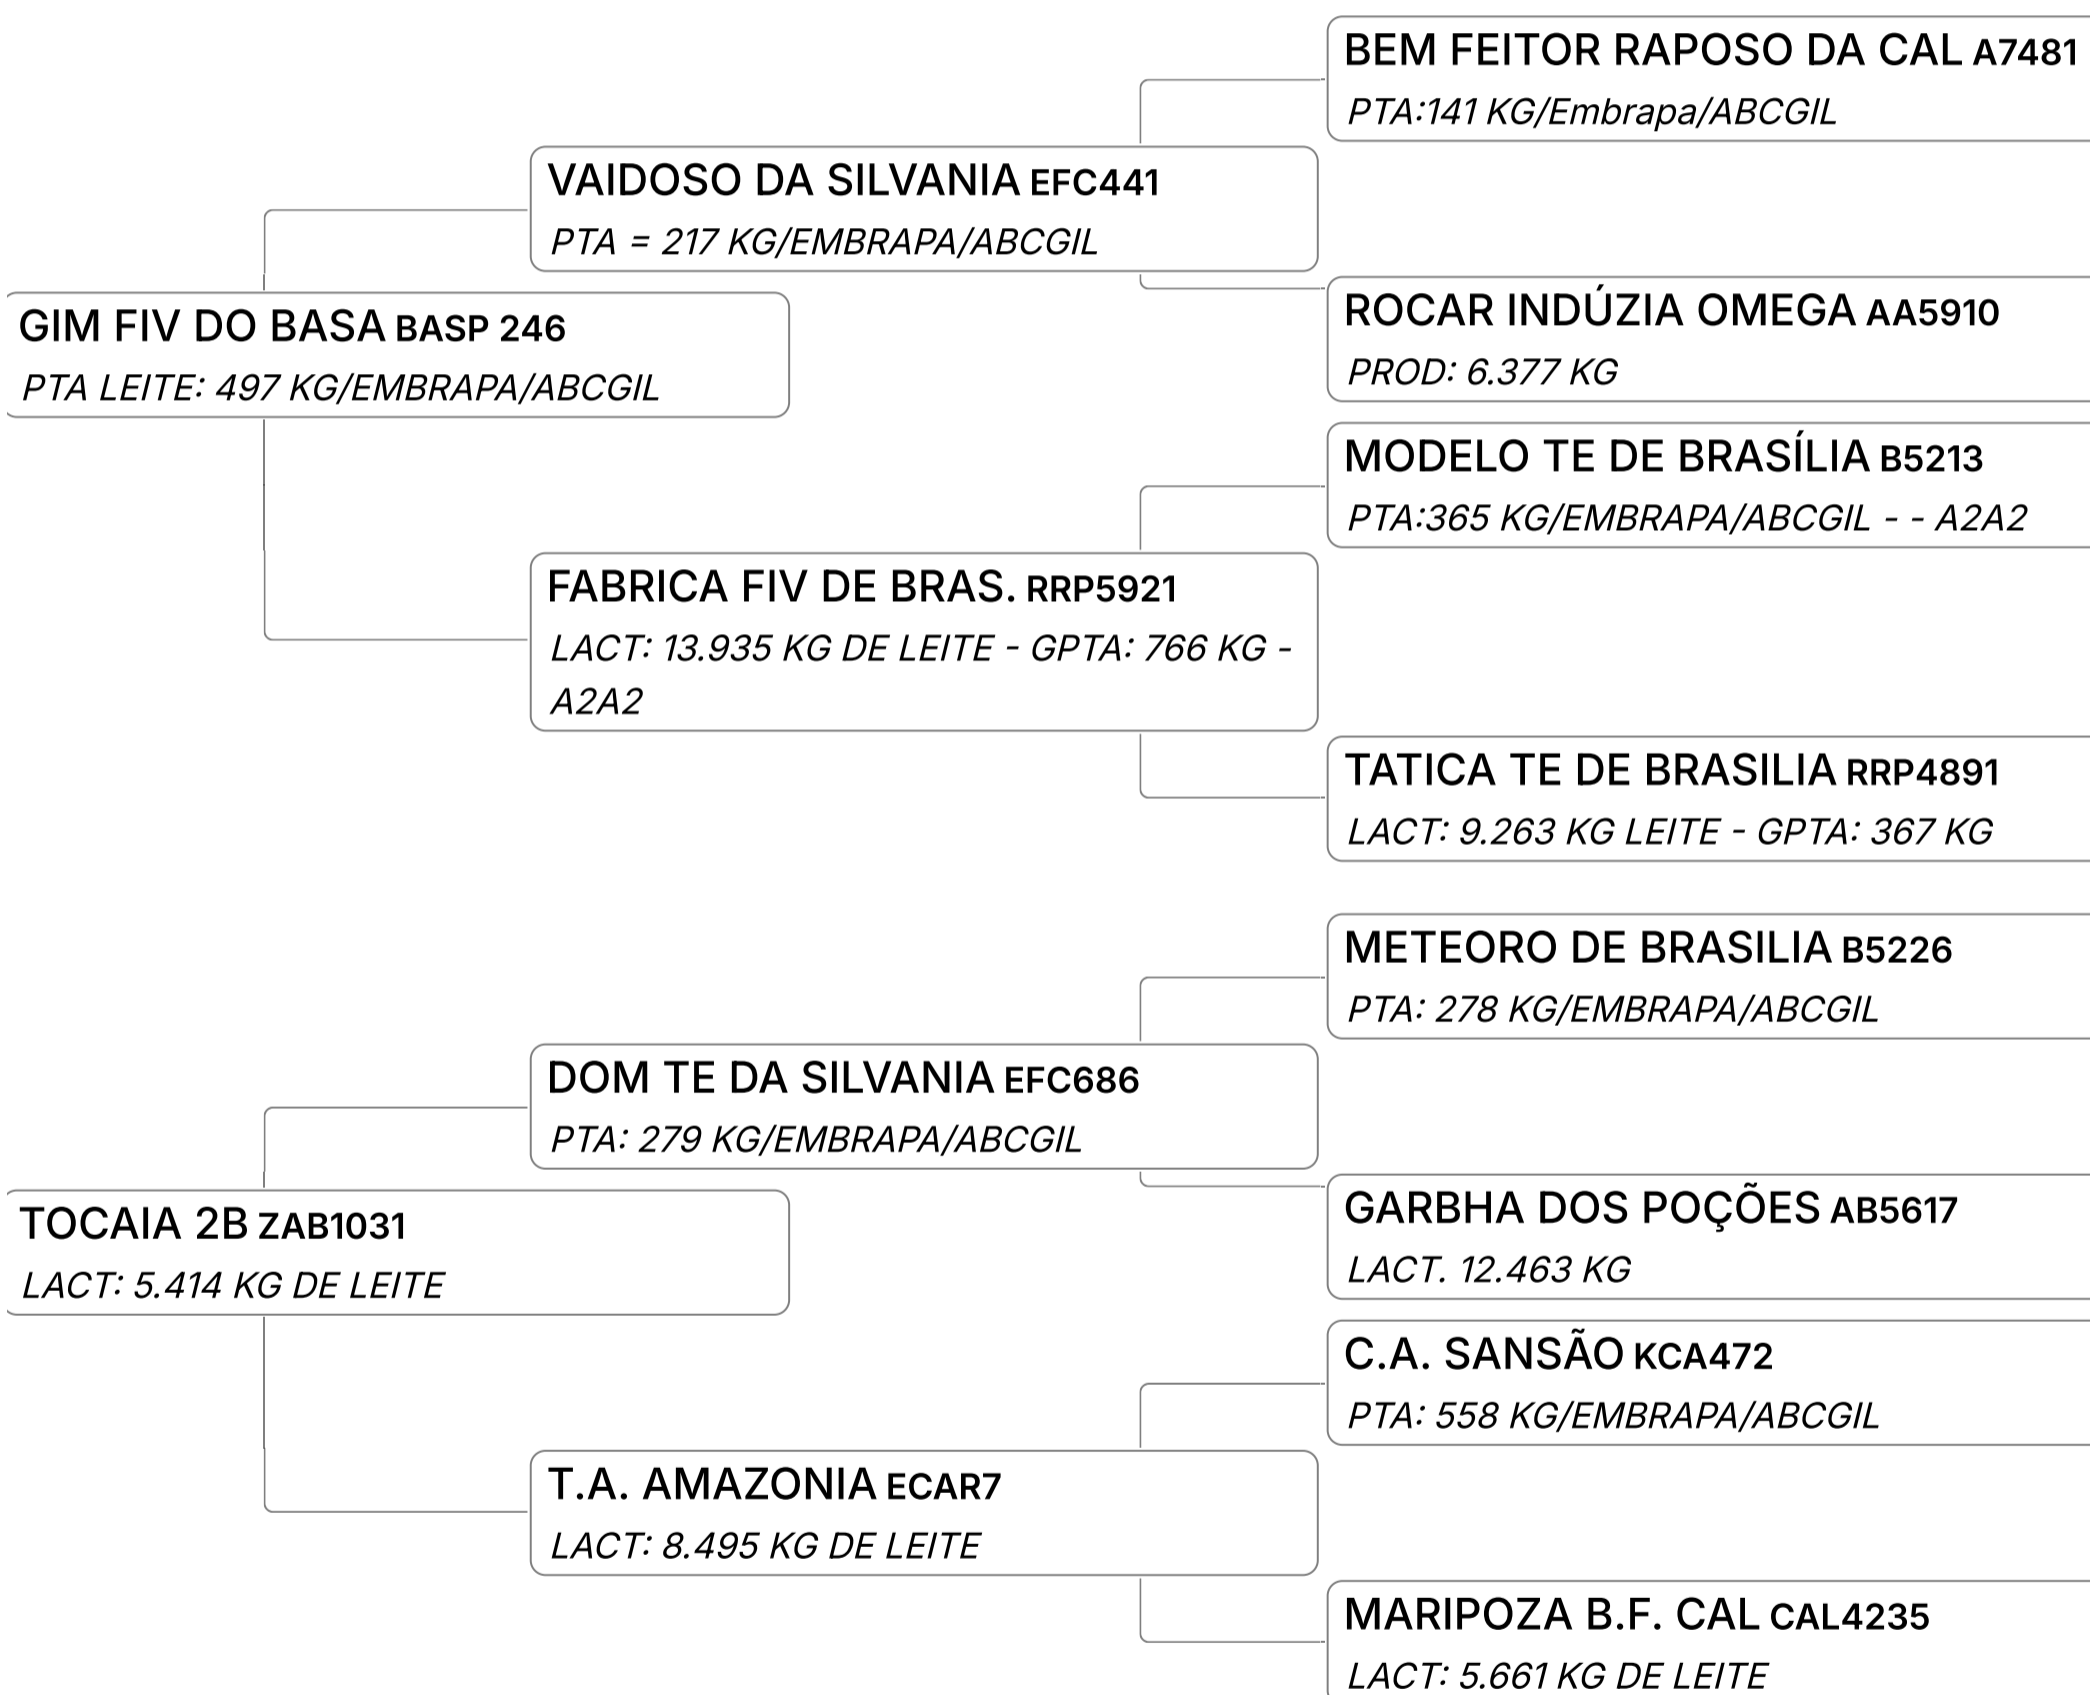 BEM FEITOR RAPOSO DA CAL A7481
PTA:141 KG/Embrapa/ABCGIL
VAIDOSO DA SILVANIA EFC441
PTA = 217 KG/EMBRAPA/ABCGIL
ROCAR INDÚZIA OMEGA AA5910
PROD: 6.377 KG
GIM FIV DO BASA BASP 246
PTA LEITE: 497 KG/EMBRAPA/ABCGIL
MODELO TE DE BRASÍLIA B5213
PTA:365 KG/EMBRAPA/ABCGIL - - A2A2
FABRICA FIV DE BRAS. RRP5921
LACT: 13.935 KG DE LEITE - GPTA: 766 KG -
A2A2
TATICA TE DE BRASILIA RRP4891
LACT: 9.263 KG LEITE - GPTA: 367 KG
METEORO DE BRASILIA B5226
PTA: 278 KG/EMBRAPA/ABCGIL
DOM TE DA SILVANIA EFC686
PTA: 279 KG/EMBRAPA/ABCGIL
GARBHA DOS POÇÕES AB5617
LACT. 12.463 KG
TOCAIA 2B ZAB1031
LACT: 5.414 KG DE LEITE
C.A. SANSÃO KCA472
PTA: 558 KG/EMBRAPA/ABCGIL
T.A. AMAZONIA ECAR7
LACT: 8.495 KG DE LEITE
MARIPOZA B.F. CAL CAL4235
LACT: 5.661 KG DE LEITE